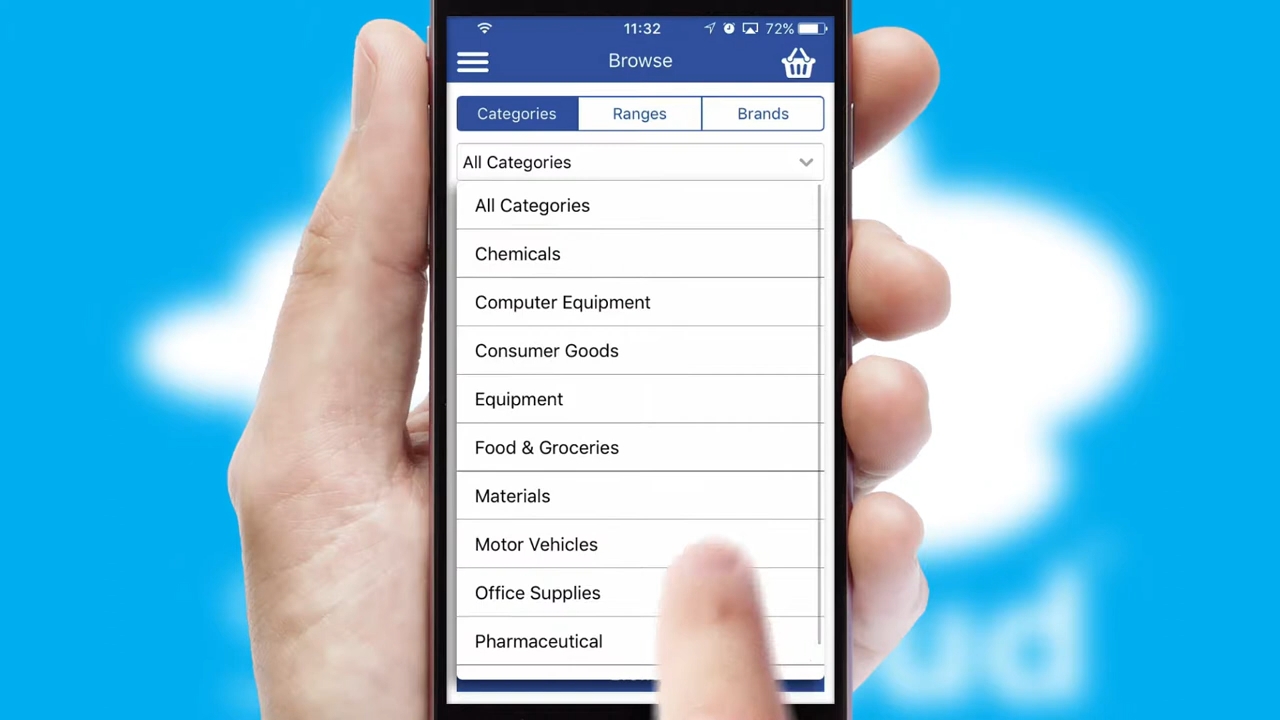 11:32
72%
Browse
Categories
Ranges
Brands
All Categories
All Categories
Chemicals
Computer Equipment
Consumer Goods
Equipment
Food & Groceries
Materials
Motor Vehicles
Office Supplies
Pharmaceutical